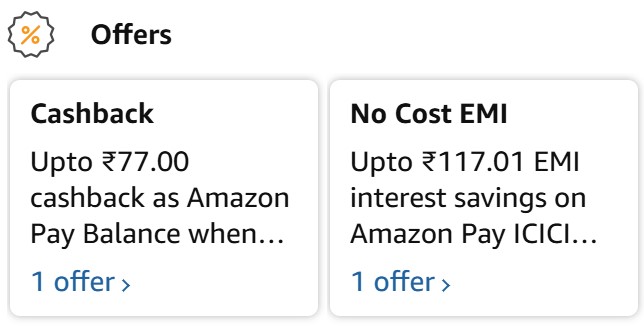 %
Offers
Cashback
Upto ₹77.00
cashback as Amazon
Pay Balance when...
1 offer ›
No Cost EMI
Upto ₹117.01 EMI
interest savings on
Amazon Pay ICICI...
1 offer ›